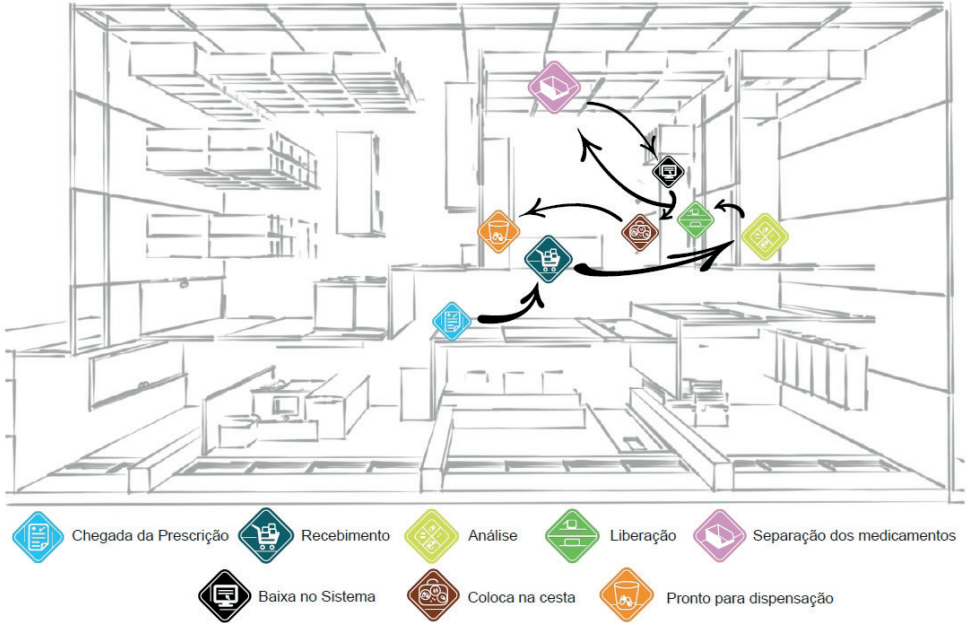 Chegada da Prescrição
Recebimento
Análise
Liberação
Separação dos medicamentos
Baixa no Sistema
Coloca na cesta
Pronto para dispensação